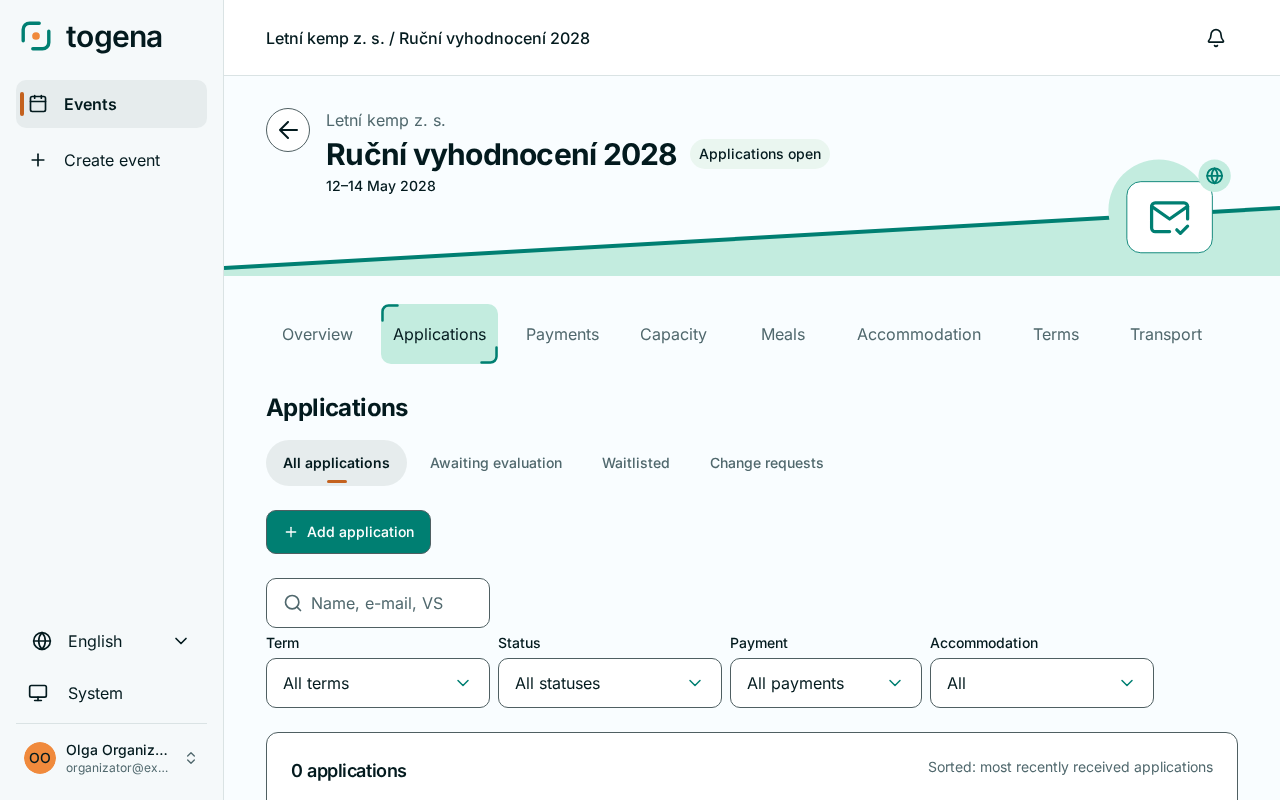 togena
Events
Create event
English
System
OO
Olga Organiz...
organizator@ex...
Letní kemp z. s. / Ruční vyhodnocení 2028
Letní kemp z. s.
Ruční vyhodnocení 2028
Applications open
12–14 May 2028
Overview
Applications
Payments
Capacity
Meals
Accommodation
Terms
Transport
Applications
All applications
Awaiting evaluation
Waitlisted
Change requests
Add application
Name, e-mail, VS
Term
Status
Payment
Accommodation
All terms
All statuses
All payments
All
0 applications
Sorted: most recently received applications